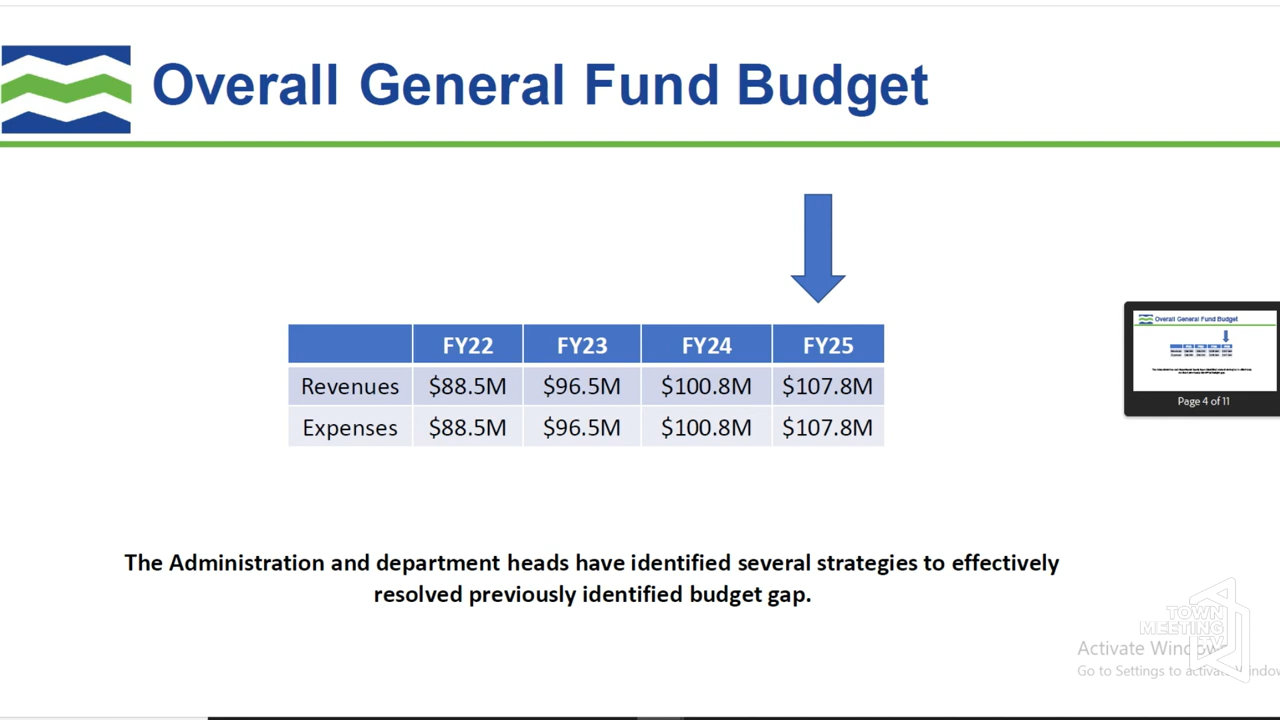 Overall General Fund Budget
FY22 FY23 FY24 FY25
Revenues $88.5M $96.5M $100.8M $107.8M
Expenses $88.5M $96.5M $100.8M $107.8M
The Administration and department heads have identified several strategies to effectively
resolved previously identified budget gap.
Overall General Fund Budget
Page 4 of 11
TOWN
MEETING
TV
Activate Windows
Go to Settings to activate Windo